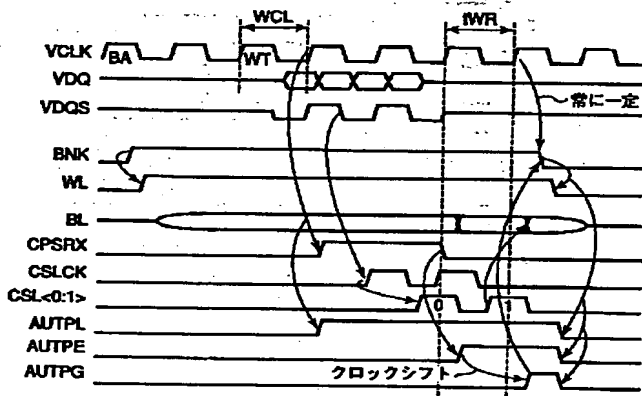 WCL
tWR
VCLK BA WT
VDQ
VDQS
常に一定
BNK
WL
BL
CPSRX
CSLCK
CSL<0:1> 0 1
AUTPL
AUTPE
クロックシフト
AUTPG